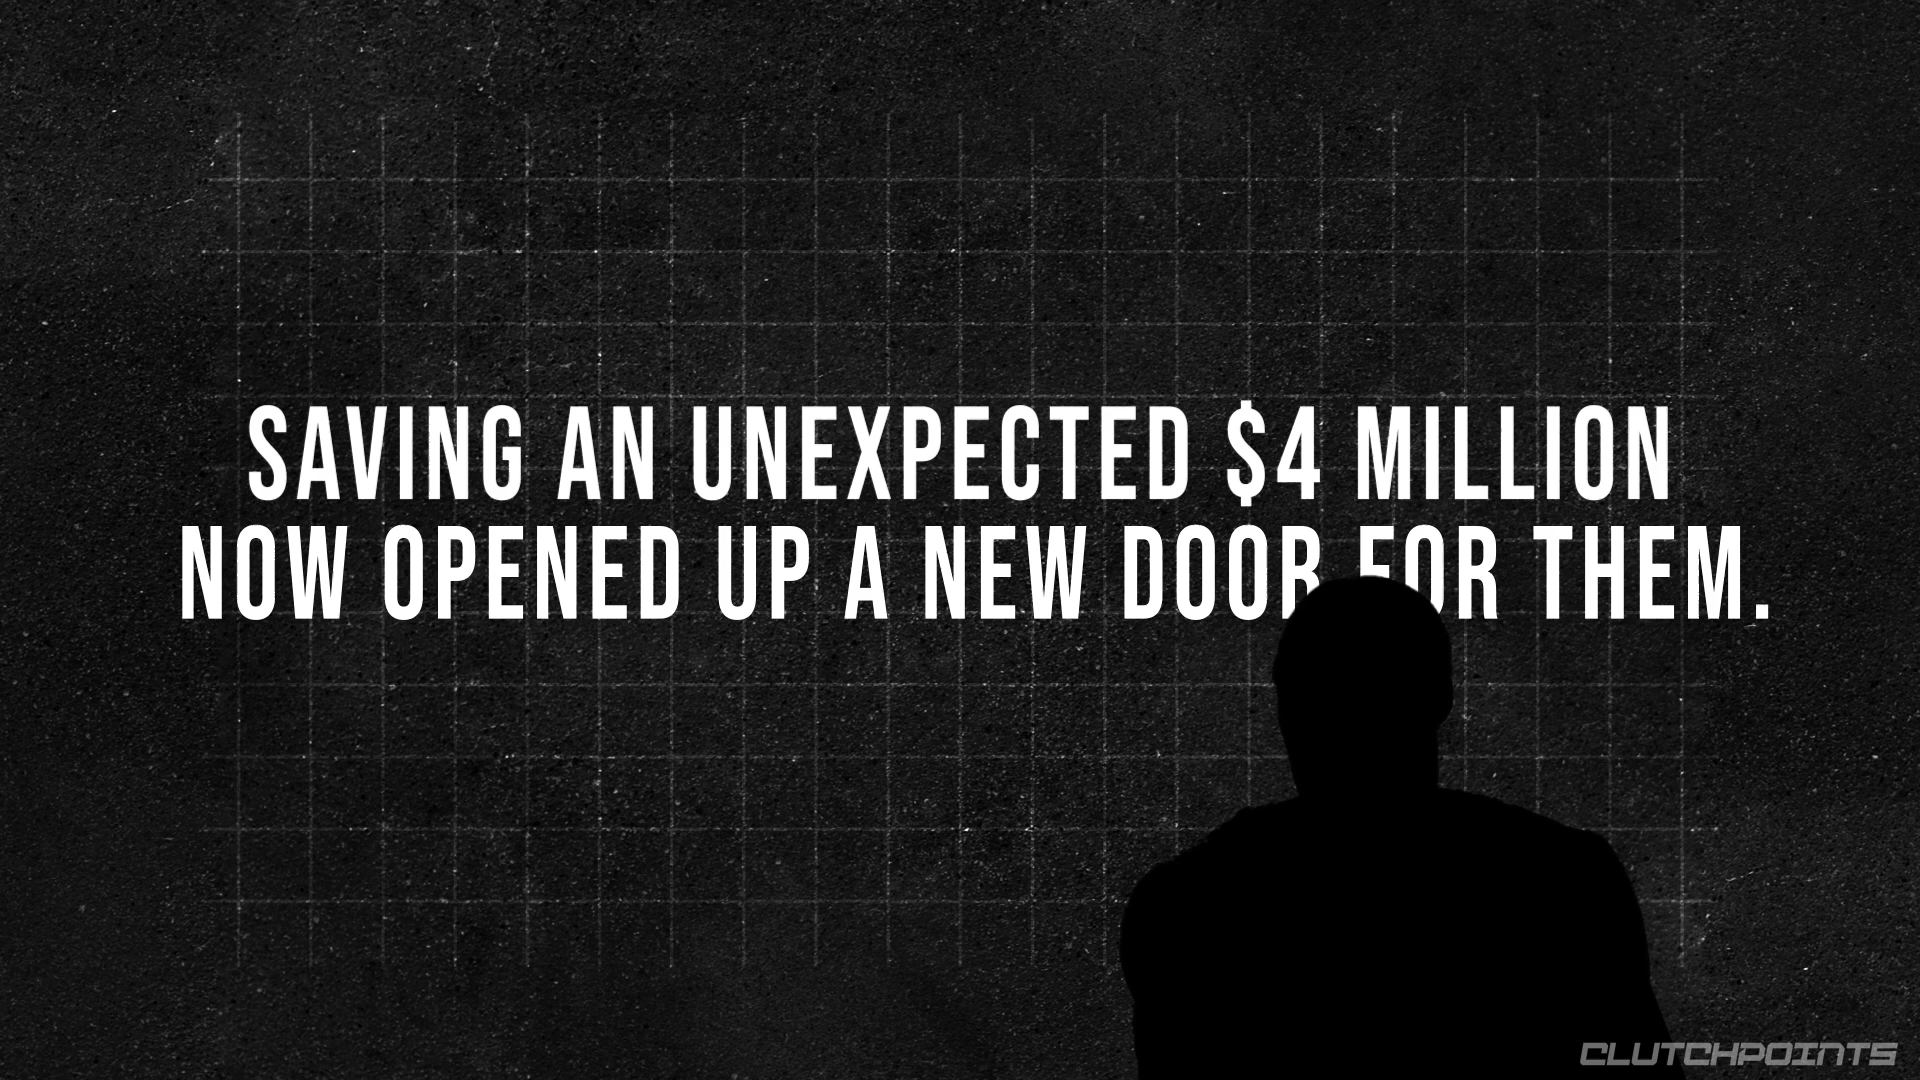 SAVING AN UNEXPECTED $4 MILLION
NOW OPENED UP A NEW DOOR FOR THEM.
CLUTCHPOINTS